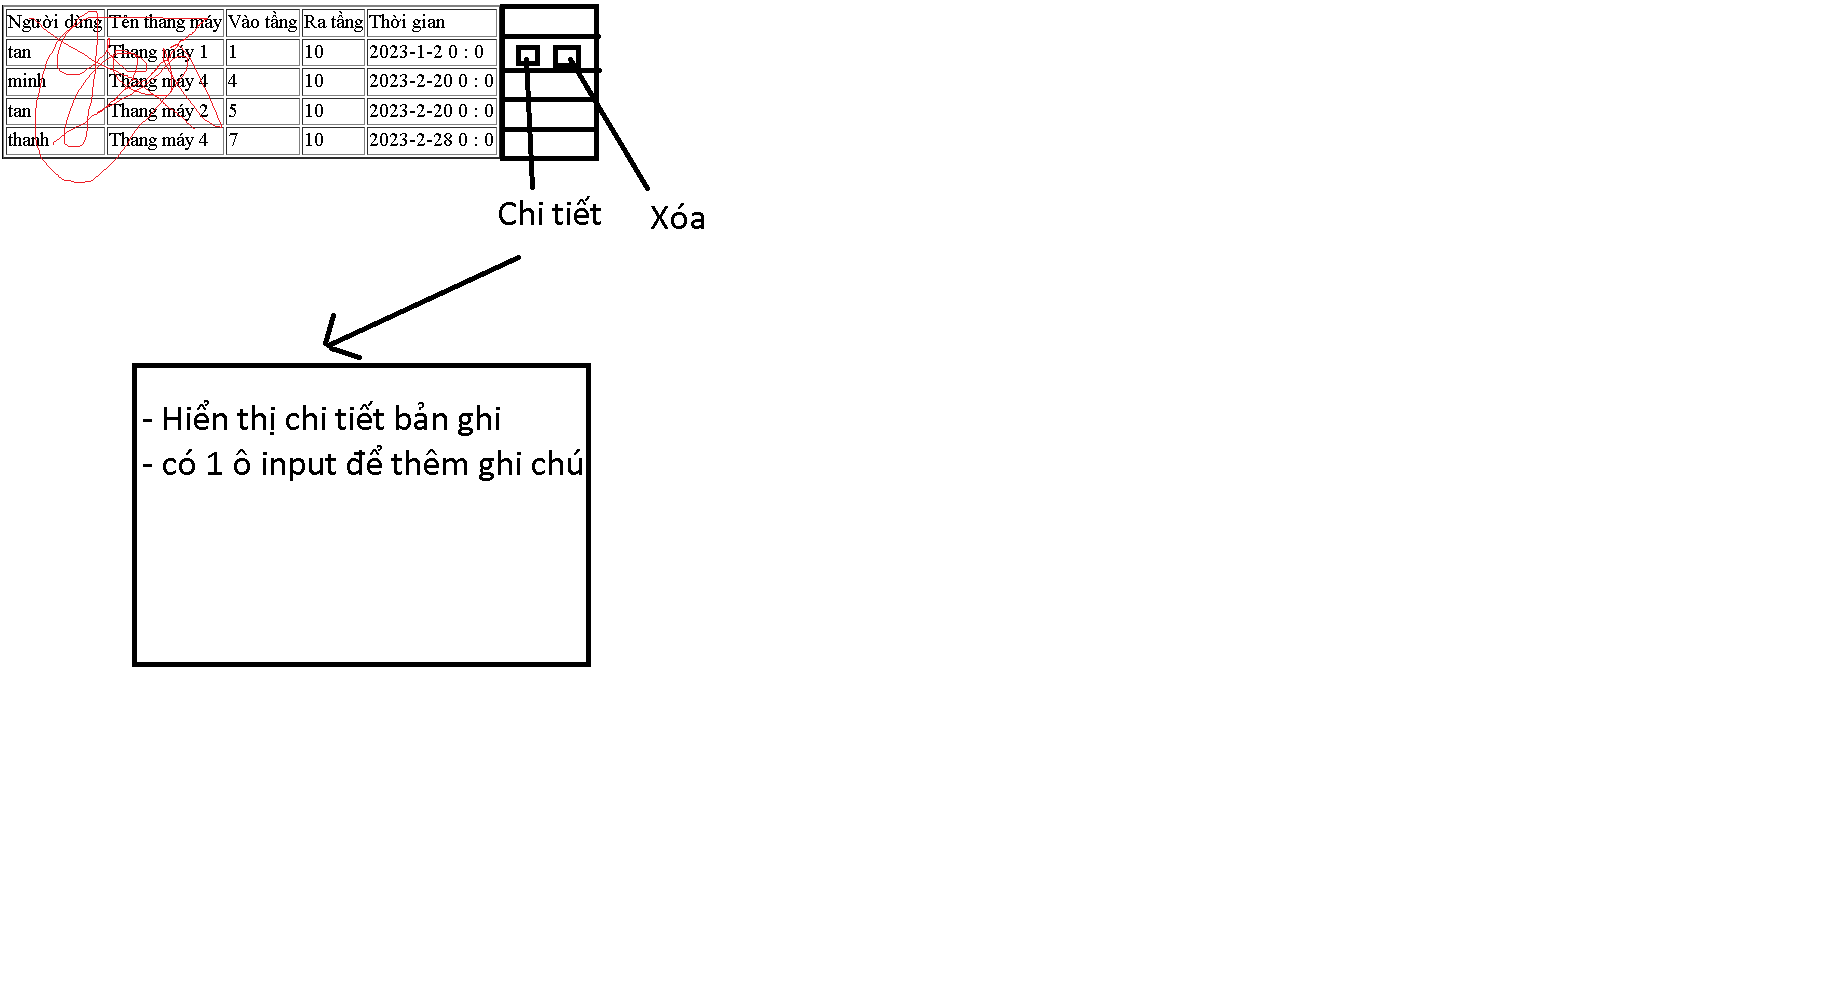 Người dùng Tên thang máy Vào tầng Ra tầng Thời gian
tan Thang máy 1 1 10 2023-1-2 0 : 0
minh Thang máy 4 4 10 2023-2-20 0 : 0
tan Thang máy 2 5 10 2023-2-20 0 : 0
thanh Thang máy 4 7 10 2023-2-28 0 : 0
Chi tiết Xóa
- Hiển thị chi tiết bản ghi
- có 1 ô input để thêm ghi chú